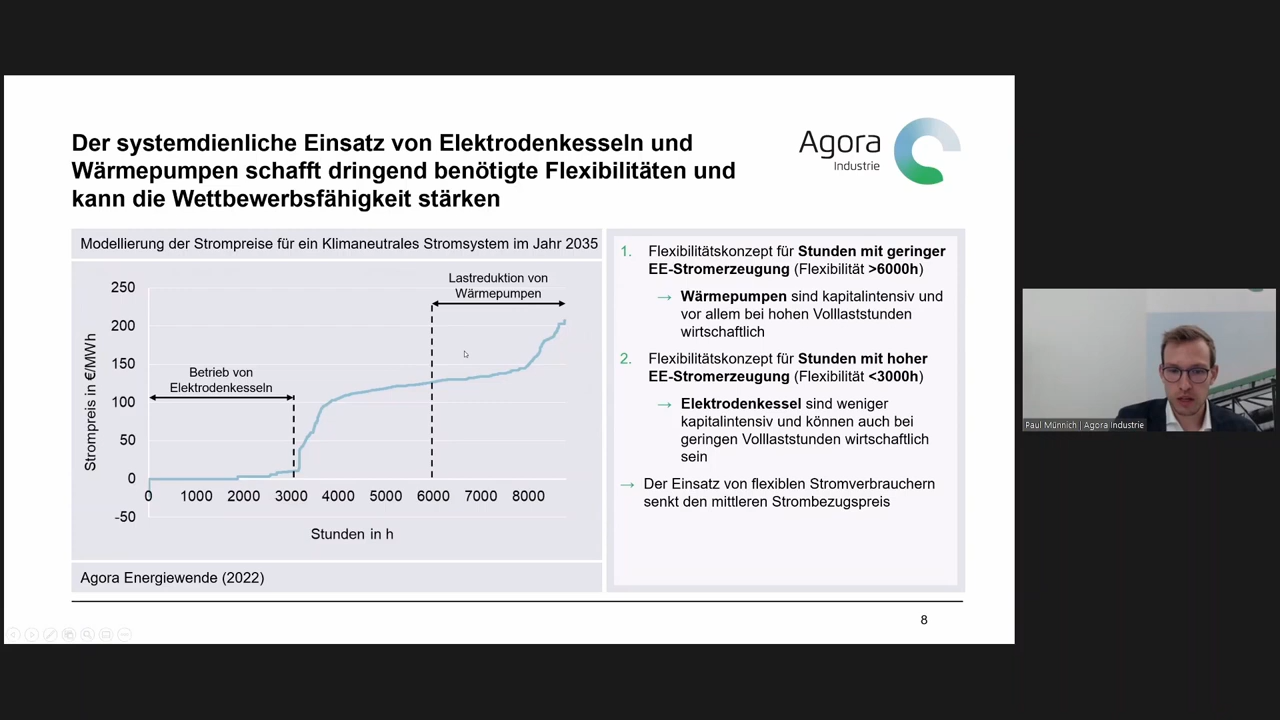 Der systemdienliche Einsatz von Elektrodenkesseln und
Wärmepumpen schafft dringend benötigte Flexibilitäten und
kann die Wettbewerbsfähigkeit stärken
Agora
Industrie
Modellierung der Strompreise für ein Klimaneutrales Stromsystem im Jahr 2035
Lastreduktion von
Wärmepumpen
Betrieb von
Elektrodenkesseln
Strompreis in €/MWh
250
200
150
100
50
0
-50
0 1000 2000 3000 4000 5000 6000 7000 8000
Stunden in h
Agora Energiewende (2022)
1. Flexibilitätskonzept für Stunden mit geringer
EE-Stromerzeugung (Flexibilität >6000h)
→ Wärmepumpen sind kapitalintensiv und
vor allem bei hohen Volllaststunden
wirtschaftlich
2. Flexibilitätskonzept für Stunden mit hoher
EE-Stromerzeugung (Flexibilität <3000h)
→ Elektrodenkessel sind weniger
kapitalintensiv und können auch bei
geringen Volllaststunden wirtschaftlich
sein
→ Der Einsatz von flexiblen Stromverbrauchern
senkt den mittleren Strombezugspreis
8
Paul Münnich | Agora Industrie